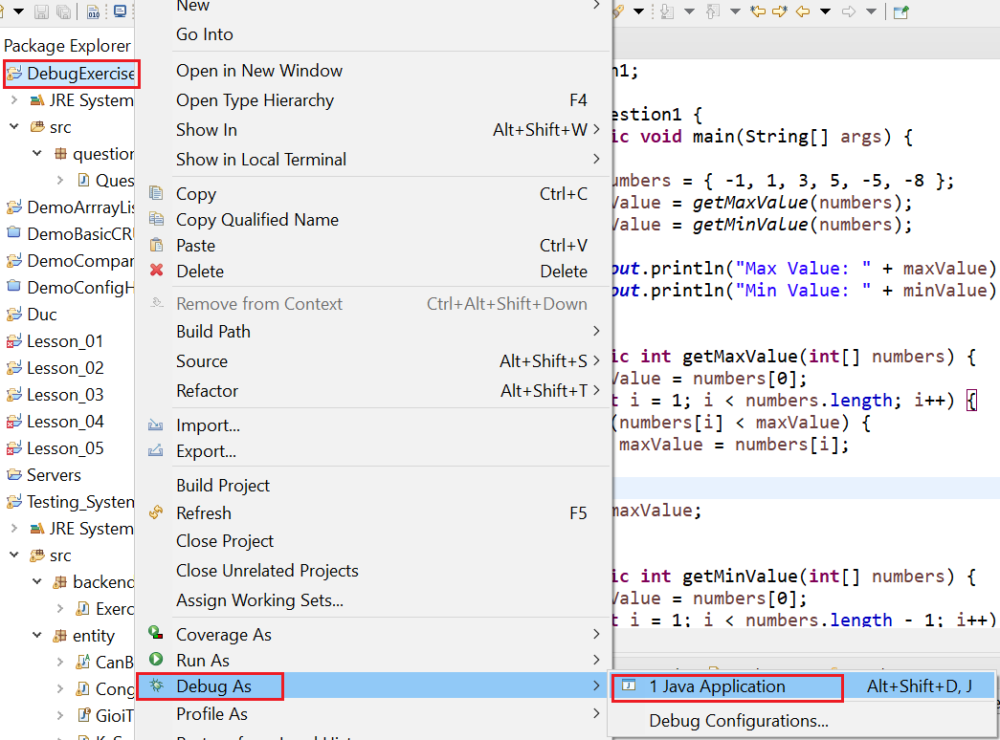 New
Go Into
Open in New Window
Open Type Hierarchy F4
Show In Alt+Shift+W
Show in Local Terminal
Copy Ctrl+C
Copy Qualified Name
Paste Ctrl+V
Delete Delete
Remove from Context Ctrl+Alt+Shift+Down
Build Path
Source Alt+Shift+S
Refactor Alt+Shift+T
Import...
Export...
Build Project
Refresh F5
Close Project
Close Unrelated Projects
Assign Working Sets...
Coverage As
Run As
Debug As
Profile As
1 Java Application Alt+Shift+D, J
Debug Configurations...
Package Explorer
DebugExercise
JRE System
src
question
Ques
DemoArrrayLis
DemoBasicCR
DemoCompar
DemoConfigH
Duc
Lesson_01
Lesson_02
Lesson_03
Lesson_04
Lesson_05
Servers
Testing_System
JRE System
src
backend
Exerc
entity
CanB
Cong
GioiT
n1;
estion1 {
ic void main(String[] args) {
umbers = { -1, 1, 3, 5, -5, -8 };
Value = getMaxValue(numbers);
Value = getMinValue(numbers);
out.println("Max Value: " + maxValue)
out.println("Min Value: " + minValue)
ic int getMaxValue(int[] numbers) {
Value = numbers[0];
t i = 1; i < numbers.length; i++) {
(numbers[i] < maxValue) {
maxValue = numbers[i];
maxValue;
ic int getMinValue(int[] numbers) {
Value = numbers[0];
t i = 1; i < numbers.length - 1; i++)